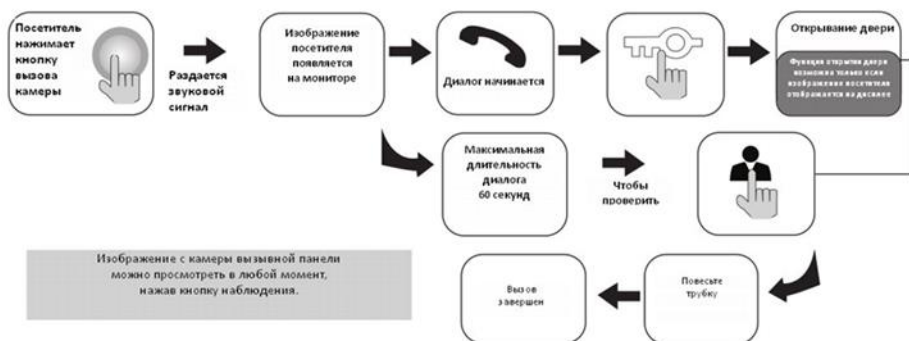 Посетитель
нажимает
кнопку
вызова
камеры
Раздается
звуковой
сигнал
Изображение
посетителя
появляется
на мониторе
Диалог начинается
Открывание двери
Функция открытия двери
возможна только если
изображение посетителя
отображается на дисплее
Максимальная
длительность
диалога
60 секунд
Чтобы
проверить
Изображение с камеры вызывной панели
можно просмотреть в любой момент,
нажав кнопку наблюдения.
Вызов
завершен
Повесьте
трубку